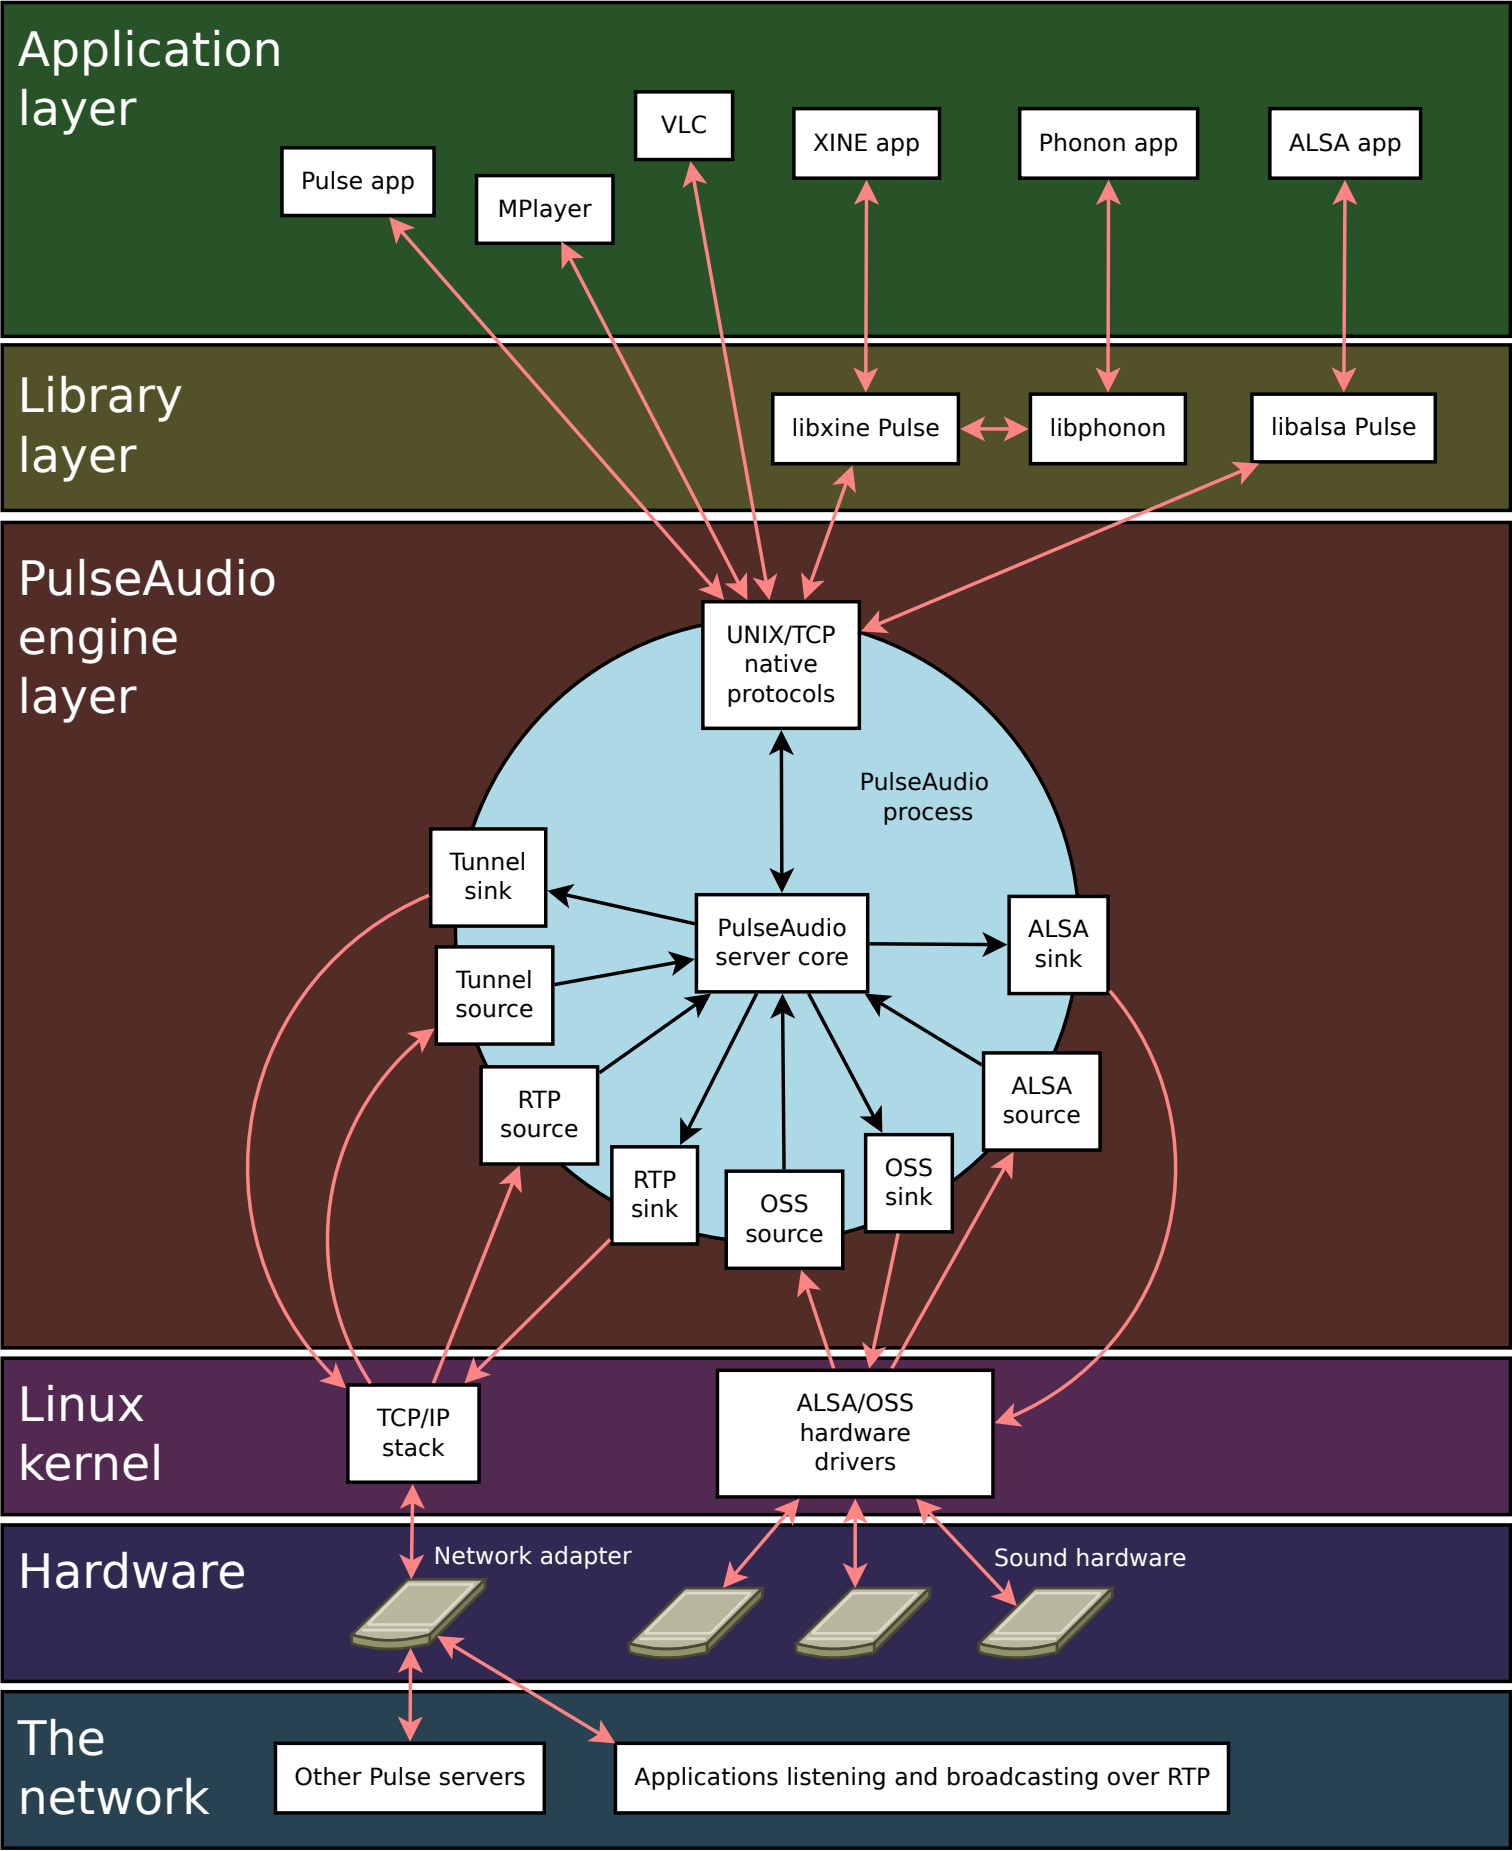 Application
layer
VLC
XINE app
Phonon app
ALSA app
Pulse app
MPlayer
Library
layer
libxine Pulse
libphonon
libalsa Pulse
PulseAudio
engine
layer
UNIX/TCP
native
protocols
PulseAudio
process
Tunnel
sink
PulseAudio
server core
ALSA
sink
Tunnel
source
RTP
source
ALSA
source
RTP
sink
OSS
source
OSS
sink
Linux
kernel
TCP/IP
stack
ALSA/OSS
hardware
drivers
Hardware
Network adapter
Sound hardware
The
network
Other Pulse servers
Applications listening and broadcasting over RTP